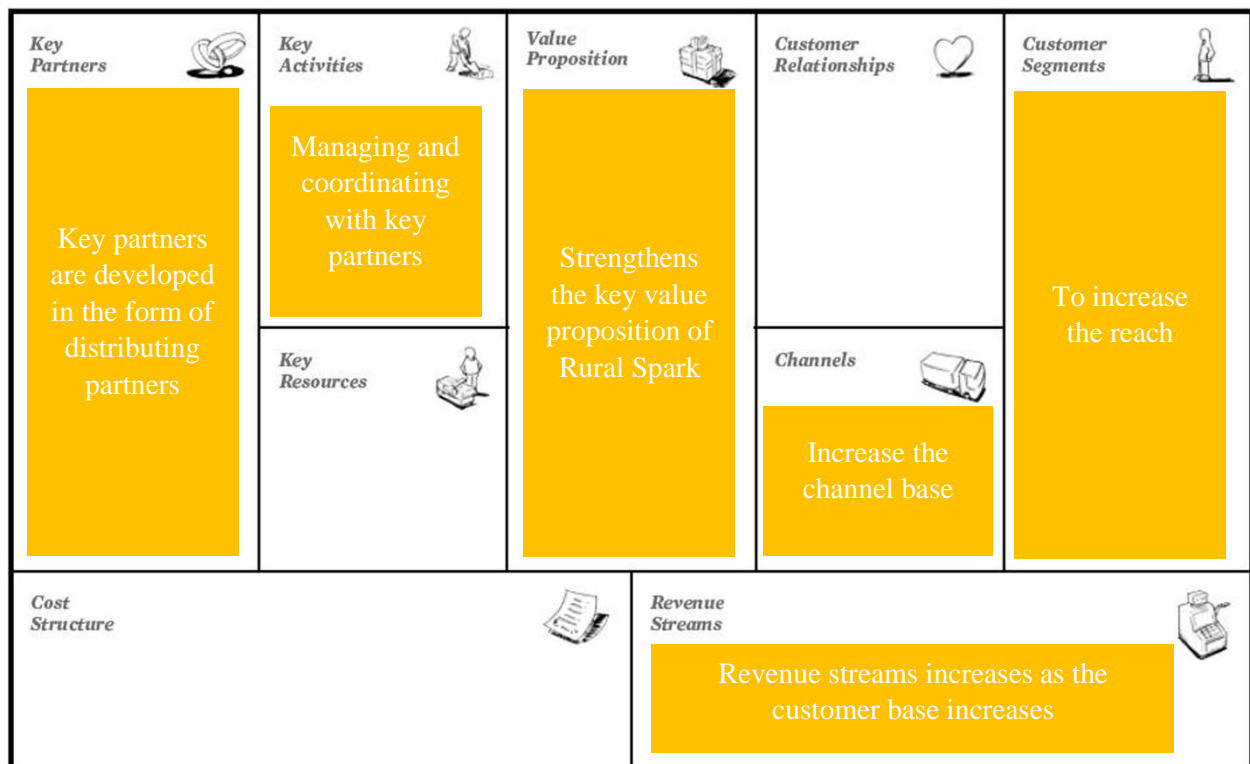 Key
Partners
Key partners
are developed
in the form of
distributing
partners
Key
Activities
Managing and
coordinating
with key
partners
Key
Resources
Value
Proposition
Strengthens
the key value
proposition of
Rural Spark
Customer
Relationships
Channels
Increase the
channel base
Customer
Segments
To increase
the reach
Cost
Structure
Revenue
Streams
Revenue streams increases as the
customer base increases